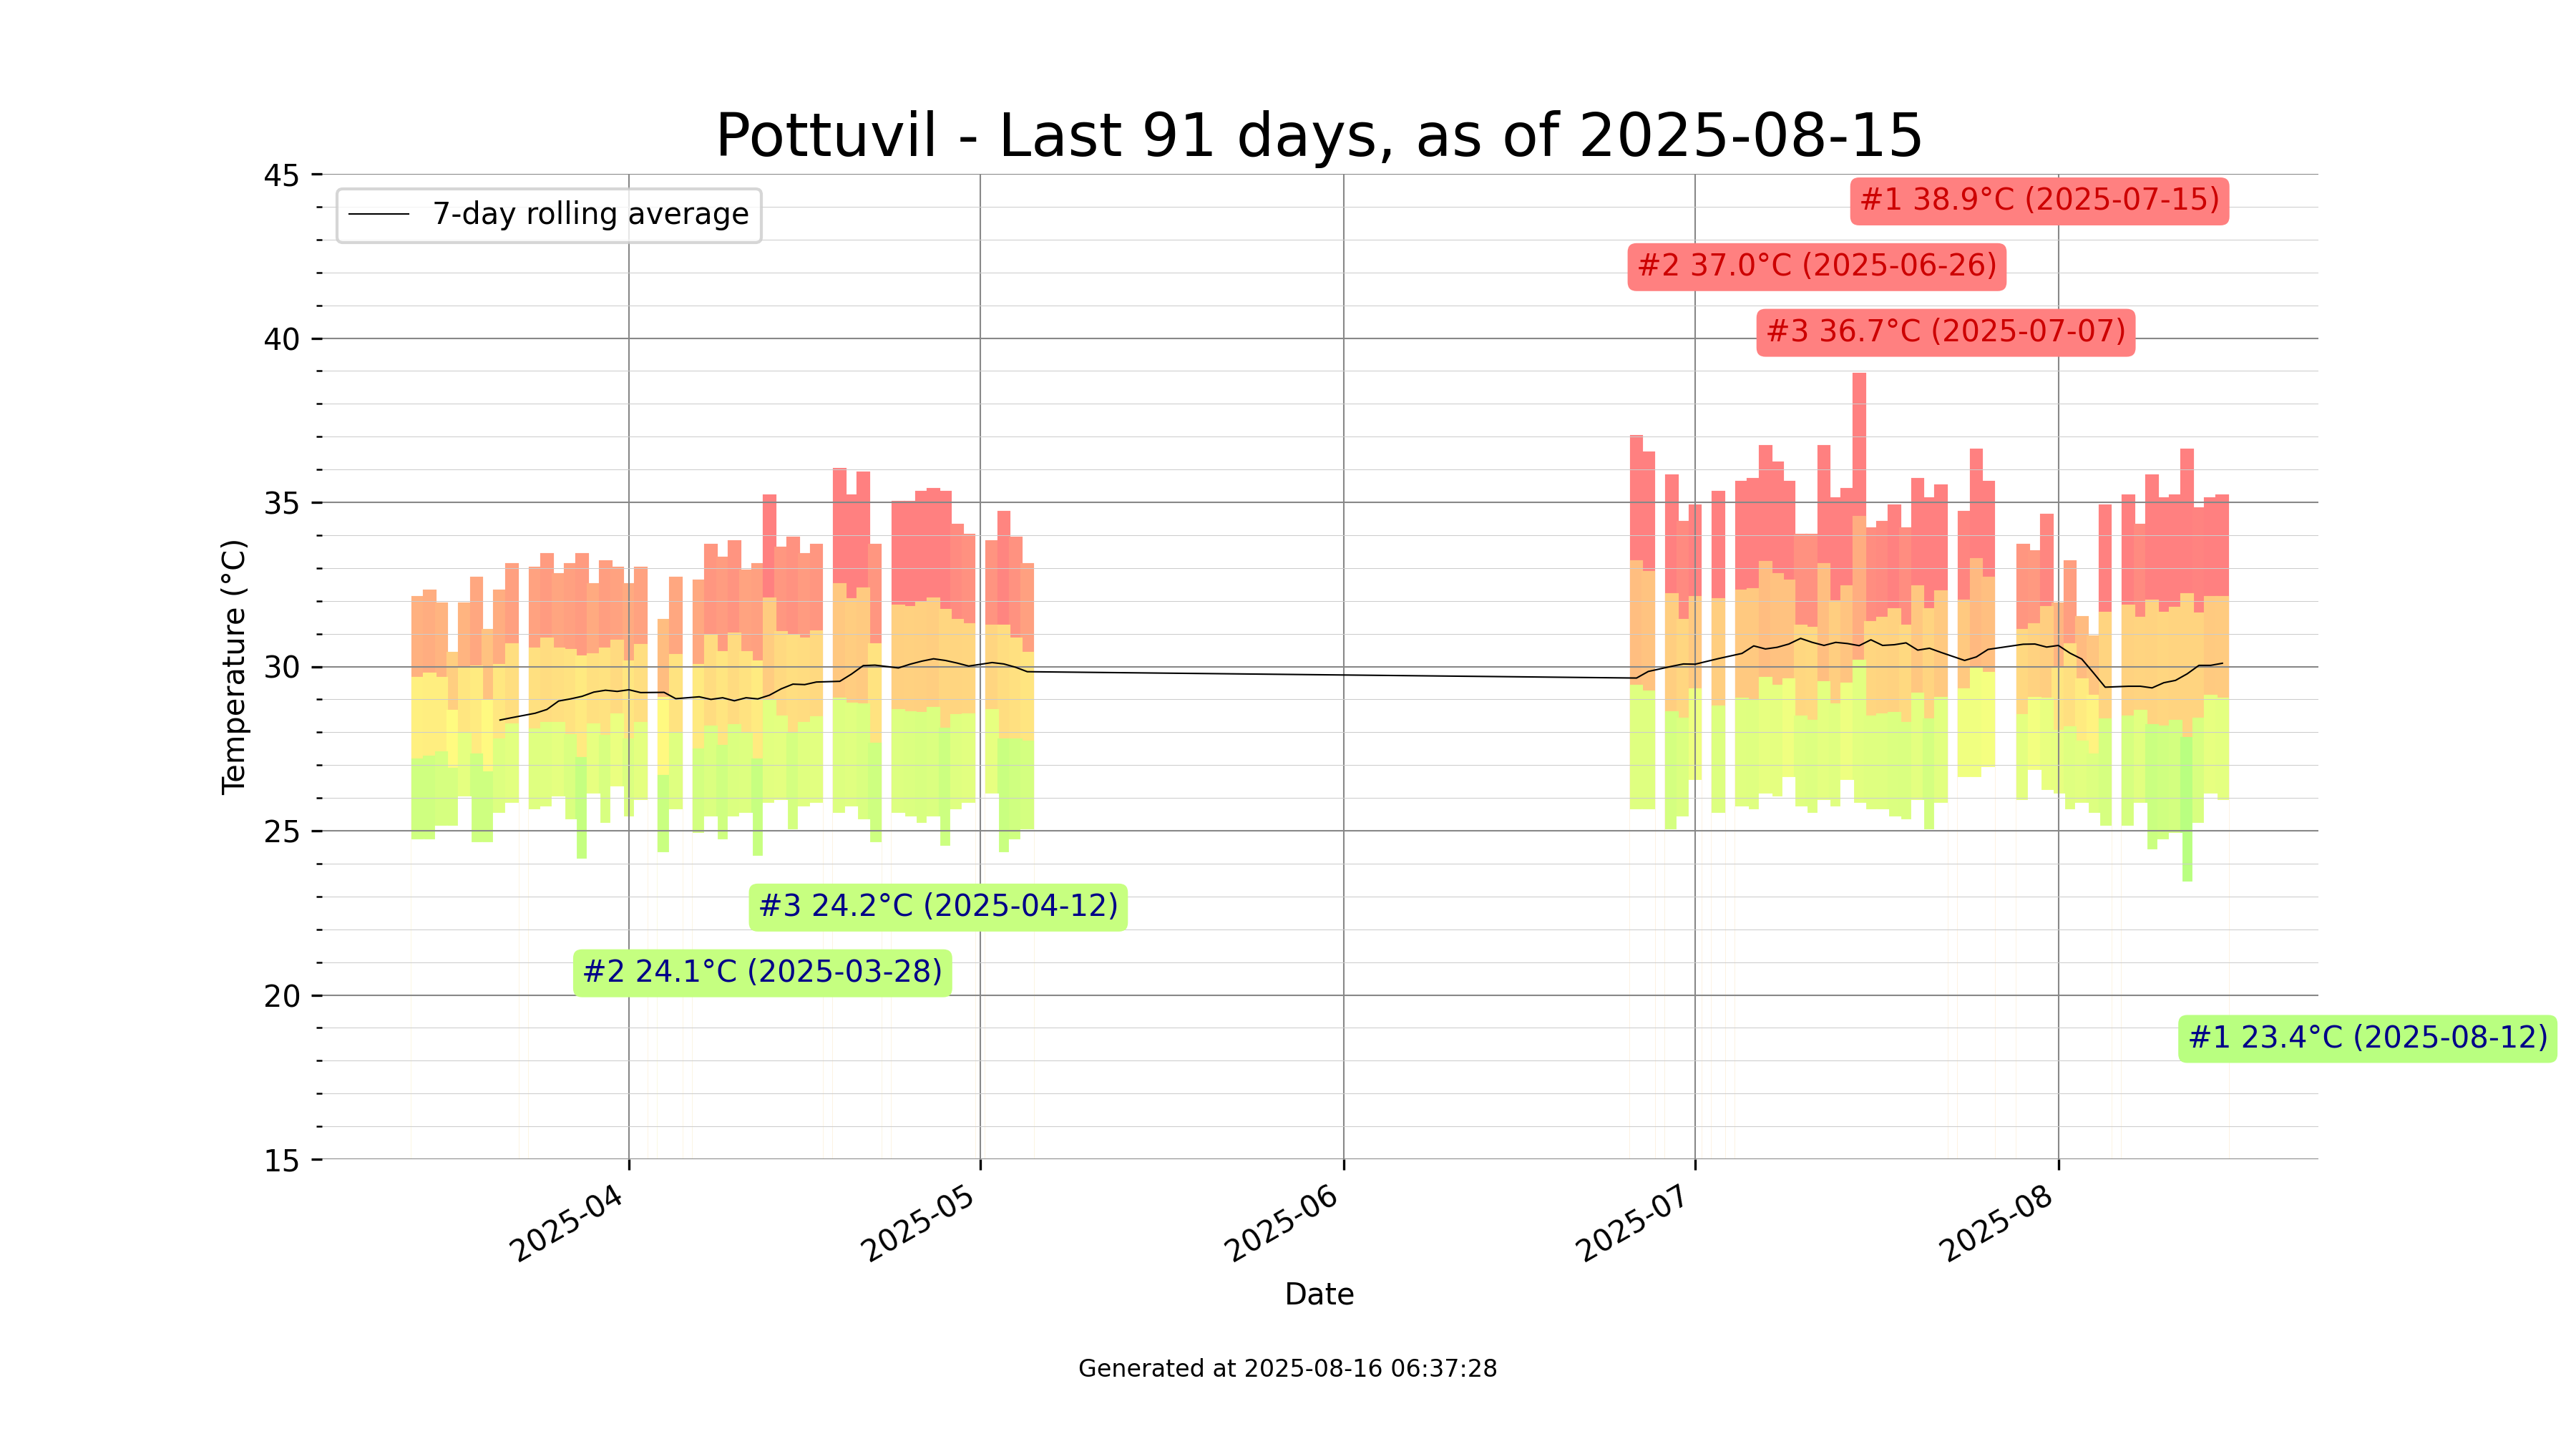 Pottuvil - Last 91 days, as of 2025-08-15
45
40
35
30
25
20
15
Temperature (°C)
7-day rolling average
#1 38.9°C (2025-07-15)
#2 37.0°C (2025-06-26)
#3 36.7°C (2025-07-07)
#3 24.2°C (2025-04-12)
#2 24.1°C (2025-03-28)
#1 23.4°C (2025-08-12)
2025-04
2025-05
2025-06
2025-07
2025-08
Date
Generated at 2025-08-16 06:37:28